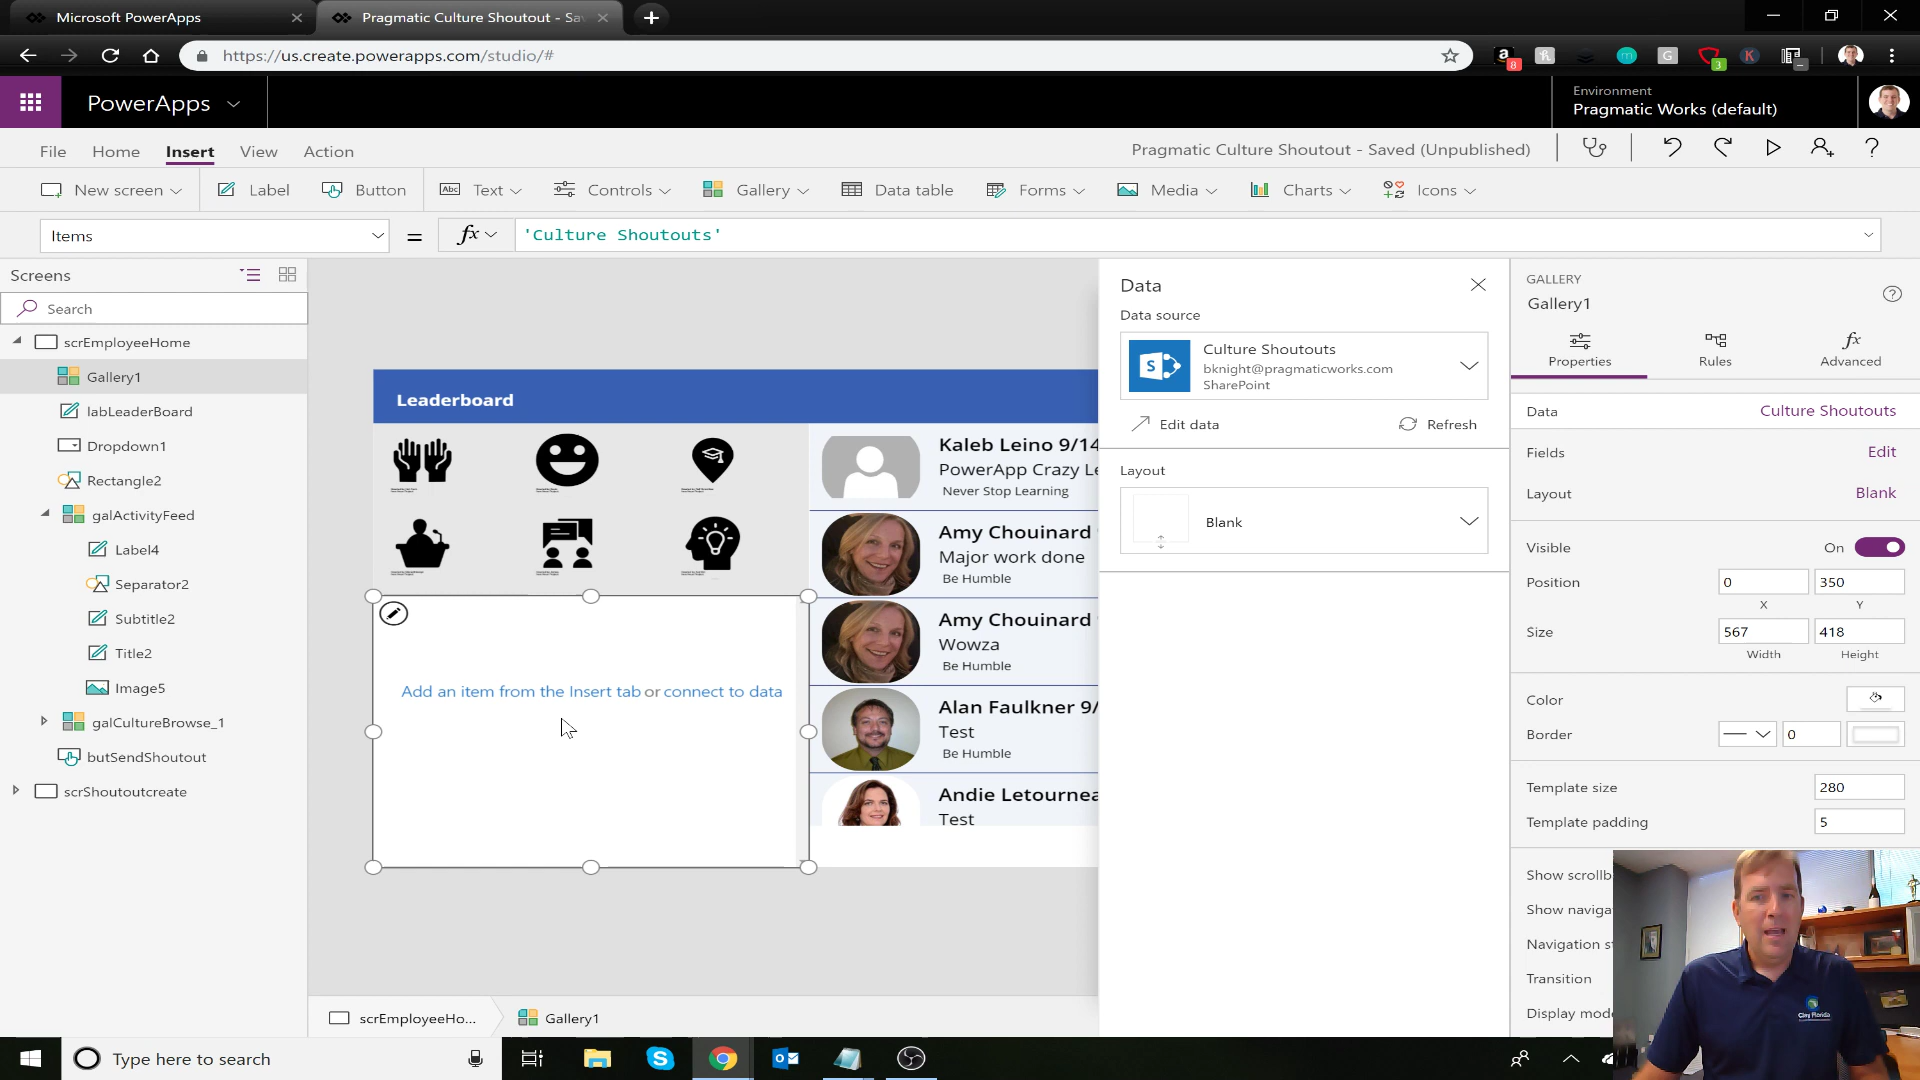 Microsoft PowerApps
Pragmatic Culture Shoutout - Sa
https://us.create.powerapps.com/studio/#
8
3
PowerApps
Environment
Pragmatic Works (default)
File
Home
Insert
View
Action
Pragmatic Culture Shoutout - Saved (Unpublished)
New screen
Label
Button
Text
Controls
Gallery
Data table
Forms
Media
Charts
Icons
Items
=
fx
'Culture Shoutouts'
Screens
Search
scrEmployeeHome
Gallery1
labLeaderBoard
Dropdown1
Rectangle2
galActivityFeed
Label4
Separator2
Subtitle2
Title2
Image5
galCultureBrowse_1
butSendShoutout
scrShoutoutcreate
Leaderboard
Kaleb Leino 9/14
PowerApp Crazy Le
Never Stop Learning
Amy Chouinard
Major work done
Be Humble
Amy Chouinard
Wowza
Be Humble
Alan Faulkner 9/
Test
Be Humble
Andie Letournea
Test
Add an item from the Insert tab or connect to data
Data
Data source
Culture Shoutouts
bknight@pragmaticworks.com
SharePoint
Edit data
Refresh
Layout
Blank
GALLERY
Gallery1
Properties
Rules
Advanced
Data
Culture Shoutouts
Fields
Edit
Layout
Blank
Visible
On
Position
0
350
X
Y
Size
567
418
Width
Height
Color
Border
0
Template size
280
Template padding
5
Show scrollb
Show naviga
Navigation s
Transition
Display mod
Clay Florida
scrEmployeeHo...
Gallery1
Type here to search